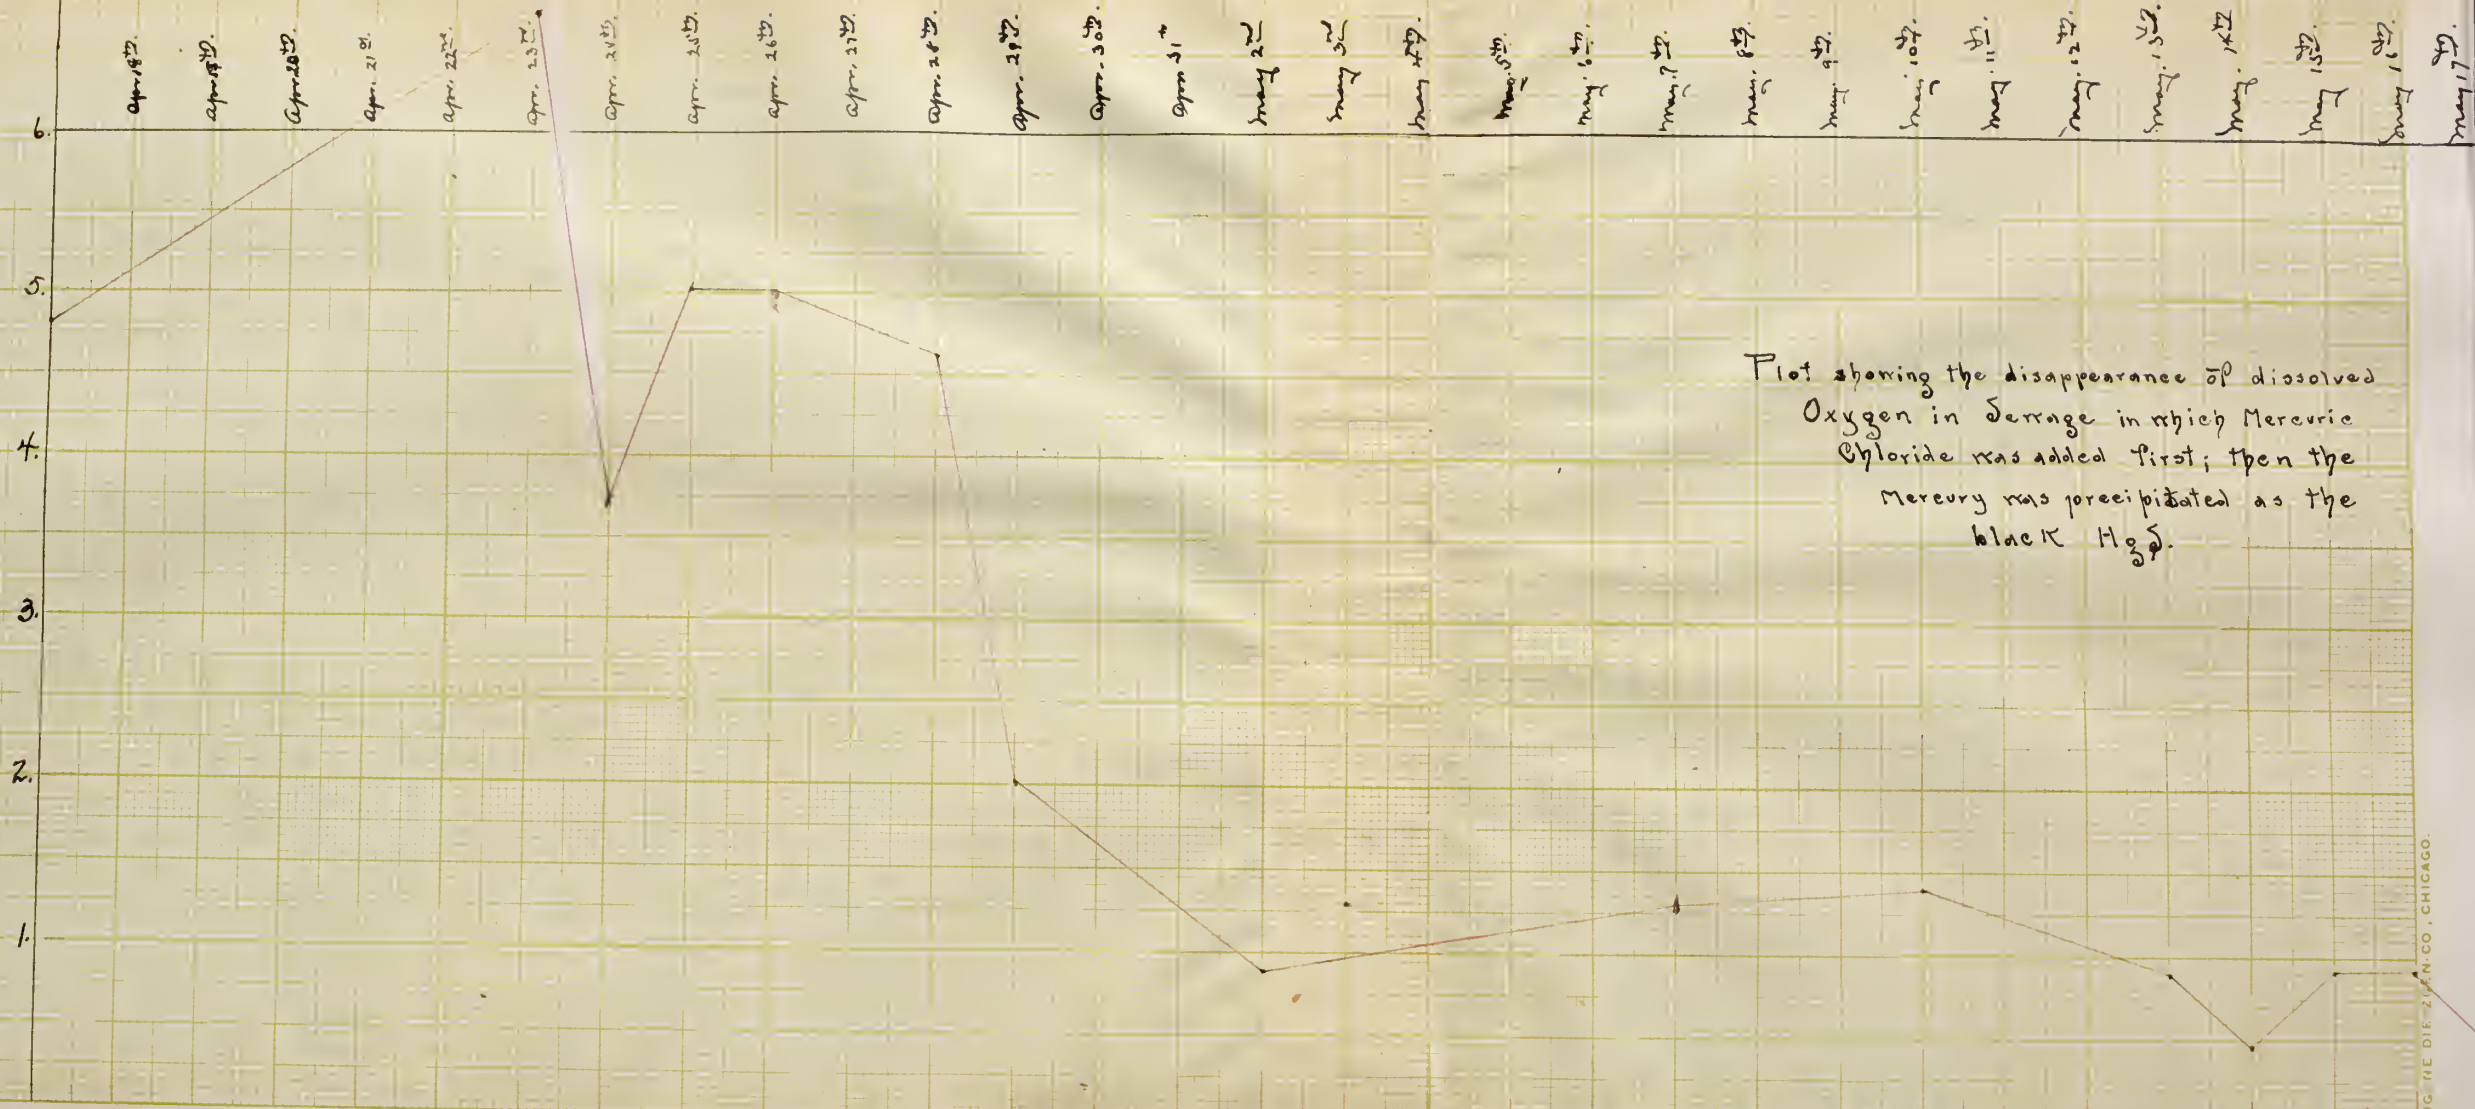 Apr. 18th.
Apr. 19th.
Apr. 20th.
Apr. 21st.
Apr. 22nd.
Apr. 23rd.
Apr. 24th.
Apr. 25th.
Apr. 26th.
Apr. 27th.
Apr. 28th.
Apr. 29th.
Apr. 30th.
Apr 31st
May 2nd
May 3rd
May 4th.
May. 5th.
May. 6th.
May. 7th.
May. 8th.
May. 9th.
May. 10th.
May. 11th.
May. 12th.
May. 13th.
May. 14th
May 15th
May 16th
May 17th.
6.
5.
4.
3.
2.
1.
Plot showing the disappearance of dissolved
Oxygen in Sewage in which Mercuric
Chloride was added first; then the
Mercury was precipitated as the
black HgS.
CO., CHICAGO.